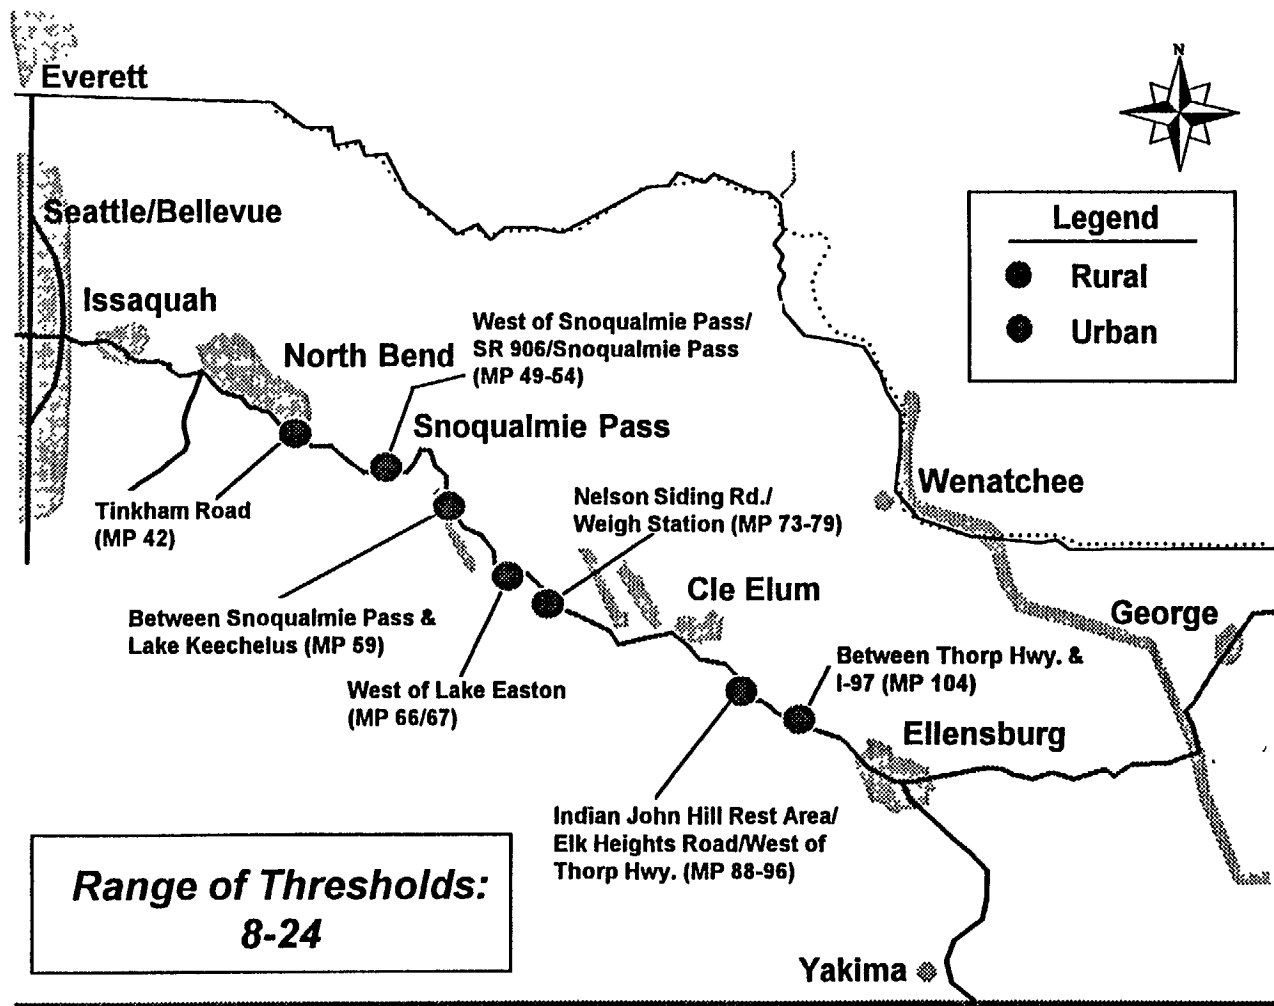 N
Everett
Seattle/Bellevue
Legend
Rural
Urban
Issaquah
West of Snoqualmie Pass/
SR 906/Snoqualmie Pass
(MP 49-54)
North Bend
Snoqualmie Pass
Wenatchee
Tinkham Road
(MP 42)
Nelson Siding Rd./
Weigh Station (MP 73-79)
Cle Elum
George
Between Snoqualmie Pass &
Lake Keechelus (MP 59)
Between Thorp Hwy. &
I-97 (MP 104)
West of Lake Easton
(MP 66/67)
Ellensburg
Indian John Hill Rest Area/
Elk Heights Road/West of
Thorp Hwy. (MP 88-96)
Range of Thresholds:
8-24
Yakima